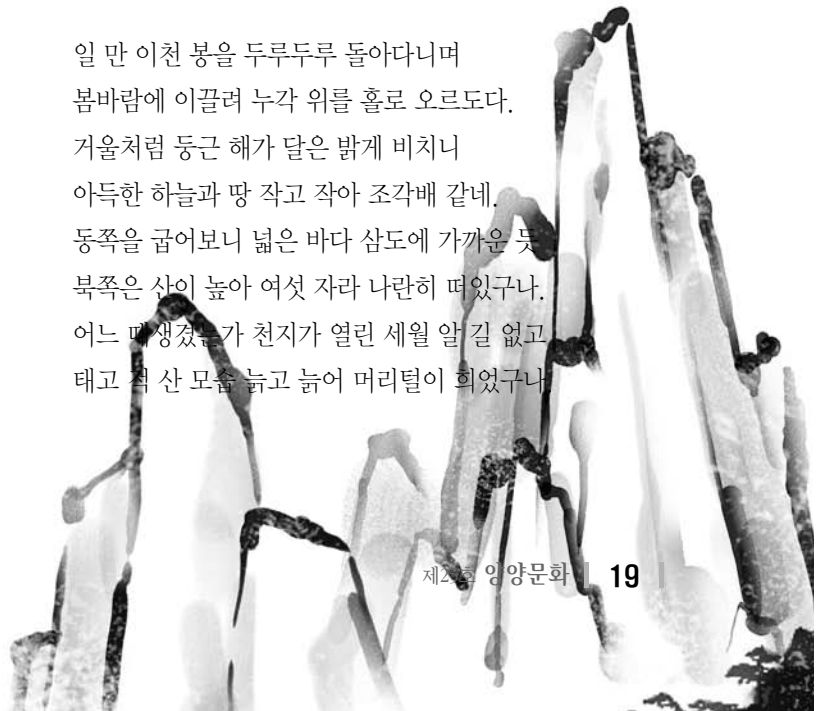 일 만 이천 봉을 두루두루 돌아다니며
봄바람에 이끌려 누각 위를 홀로 오르도다.
거울처럼 둥근 해가 달은 밝게 비치니
아득한 하늘과 땅 작고 작아 조각배 같네.
동쪽을 굽어보니 넓은 바다 삼도에 가까운 듯
북쪽은 산이 높아 여섯 자라 나란히 떠있구나.
어느 때생겼는가 천지가 열린 세월 알 길 없고
태고 적 산 모습 늙고 늙어 머리털이 희었구나.
영양문화 19